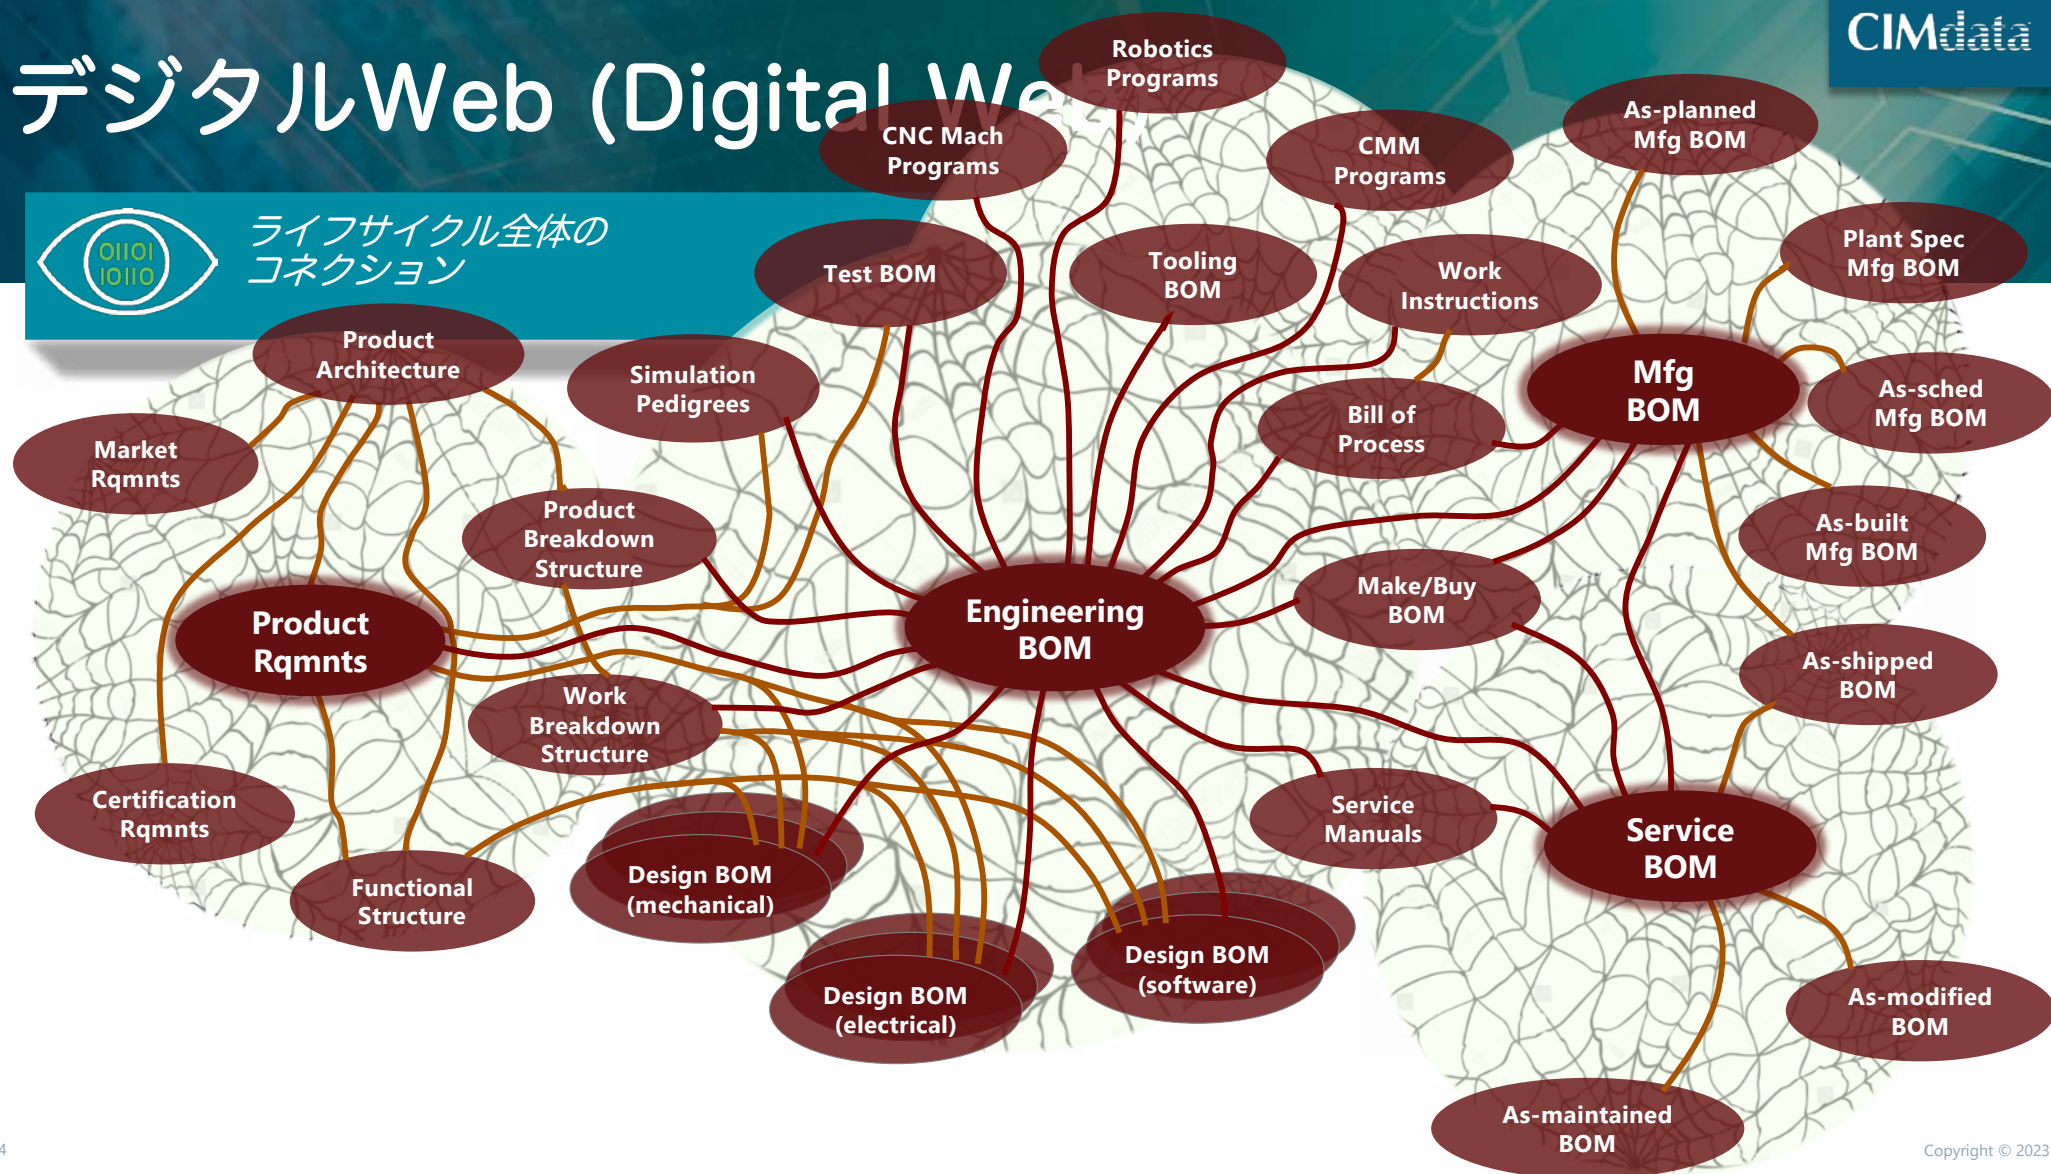 CIMdata
デジタルWeb (Digital Web)
ライフサイクル全体の
コネクション
01101
10110
Robotics
Programs
CNC Mach
Programs
CMM
Programs
As-planned
Mfg BOM
Test BOM
Tooling
BOM
Work
Instructions
Plant Spec
Mfg BOM
Product
Architecture
Simulation
Pedigrees
Mfg
BOM
As-sched
Mfg BOM
Market
Rqmnts
Bill of
Process
Product
Breakdown
Structure
As-built
Mfg BOM
Product
Rqmnts
Engineering
BOM
Make/Buy
BOM
As-shipped
BOM
Work
Breakdown
Structure
Certification
Rqmnts
Service
Manuals
Service
BOM
Functional
Structure
Design BOM
(mechanical)
Design BOM
(electrical)
Design BOM
(software)
As-modified
BOM
As-maintained
BOM
4
Copyright © 2023